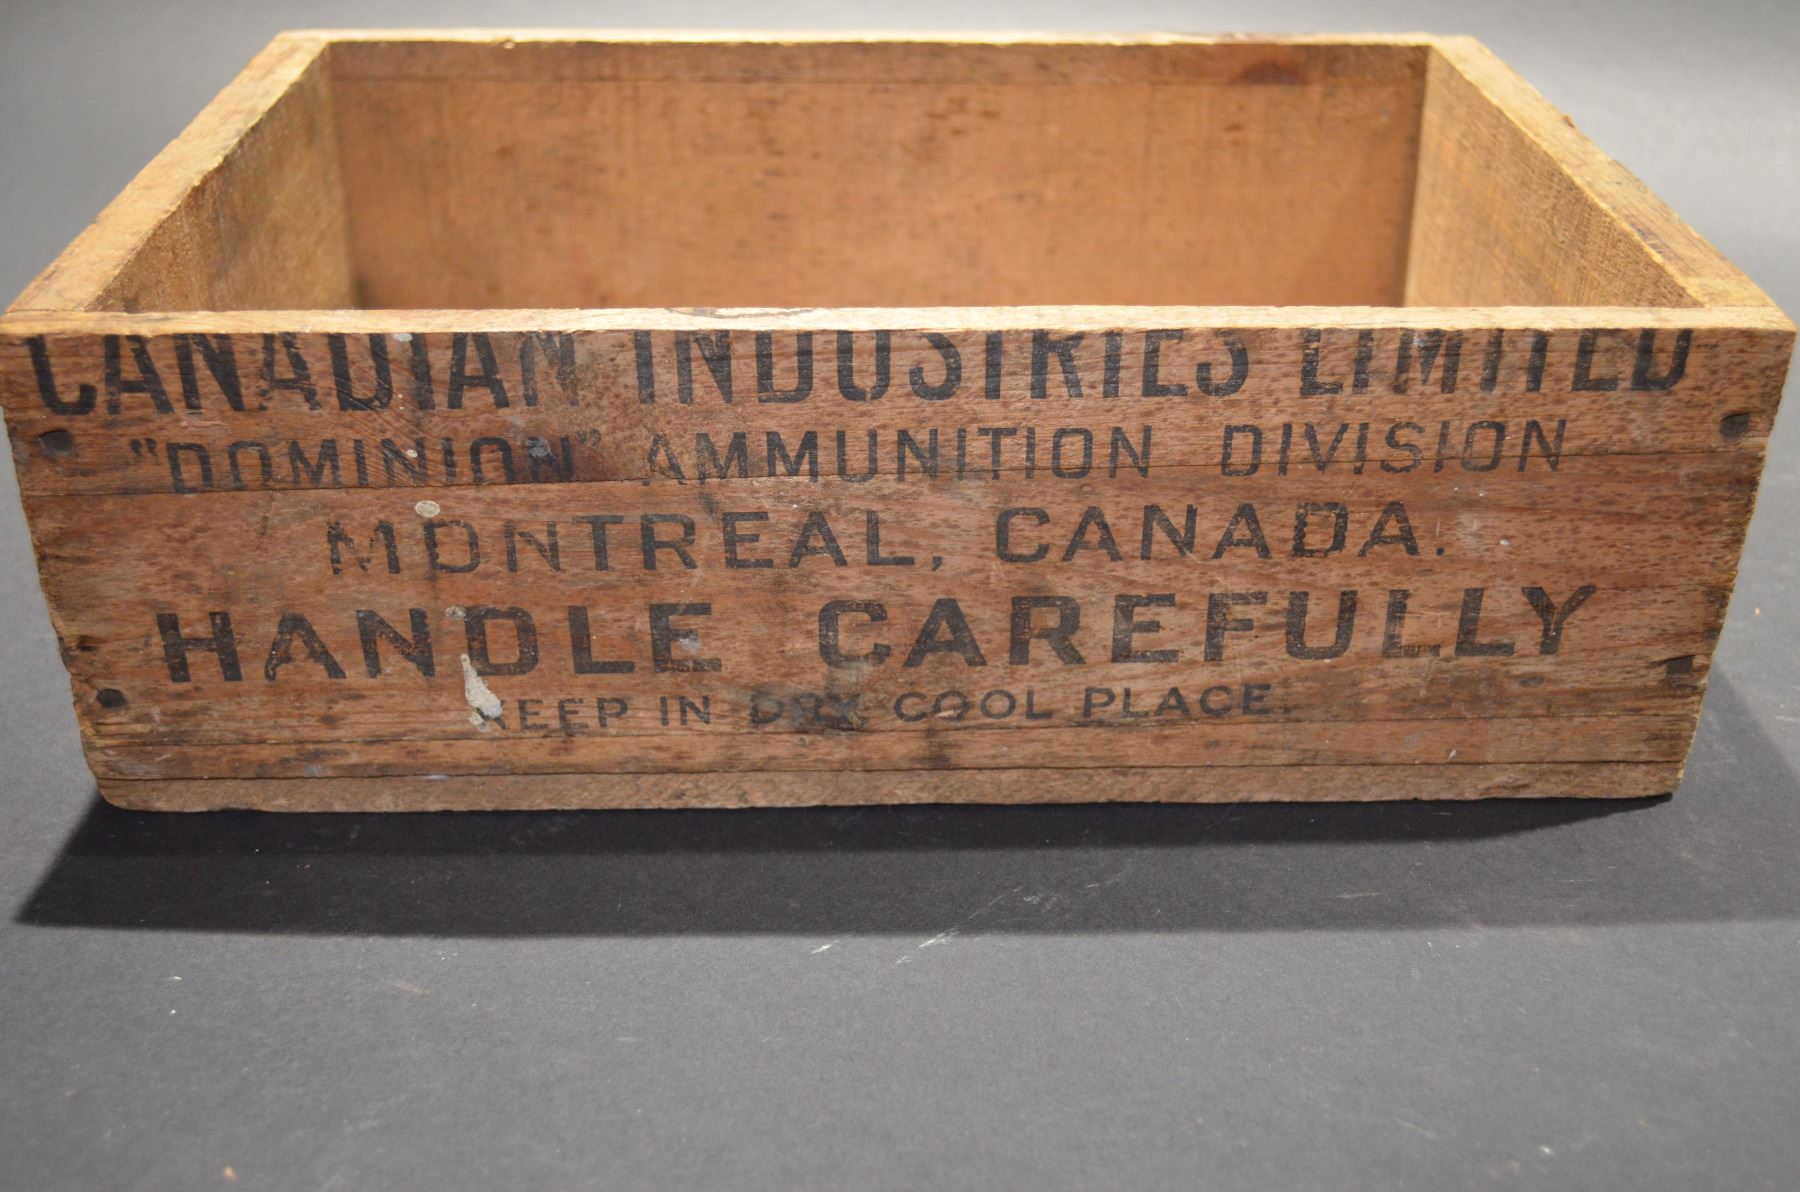 CANADIAN INDUSTRIES LIMITED
"DOMINION" AMMUNITION DIVISION
MONTREAL, CANADA.
HANDLE CAREFULLY
KEEP IN DRY COOL PLACE.